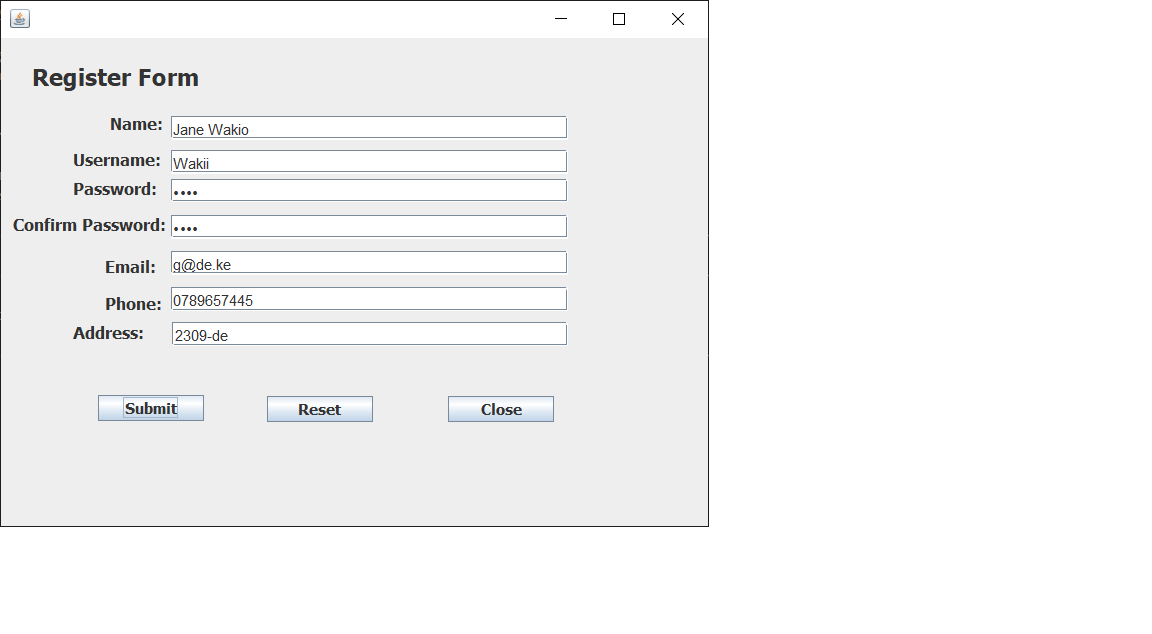 Register Form
Name: Jane Wakio
Username: Wakii
Password: ••••
Confirm Password: ••••
Email: g@de.ke
Phone: 0789657445
Address: 2309-de
Submit Reset Close